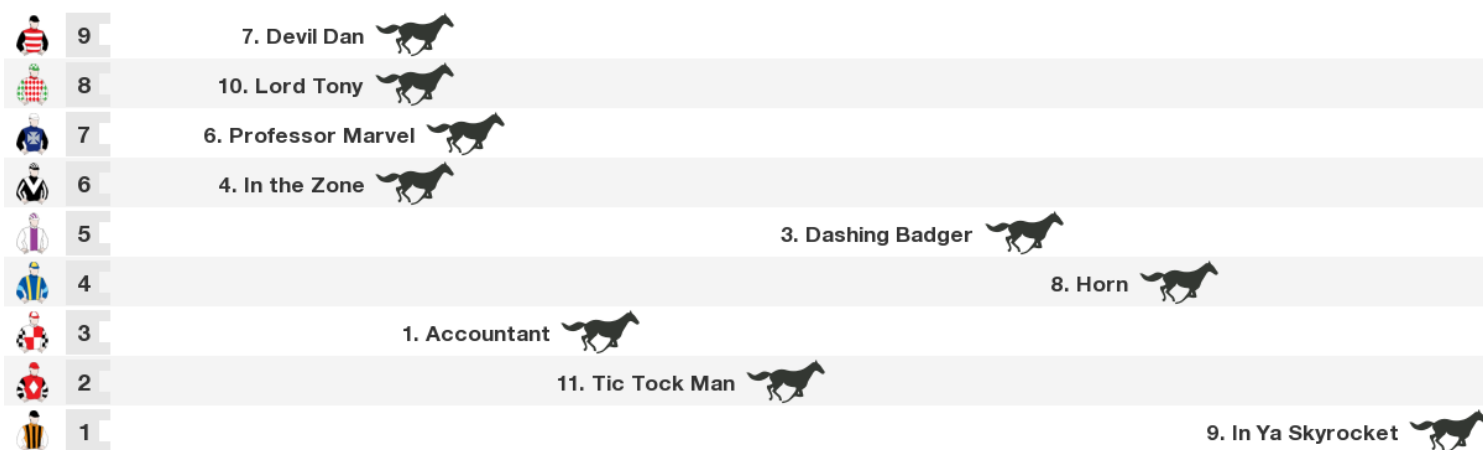 9 7. Devil Dan
8 10. Lord Tony
7 6. Professor Marvel
6 4. In the Zone
5 3. Dashing Badger
4 8. Horn
3 1. Accountant
2 11. Tic Tock Man
1 9. In Ya Skyrocket